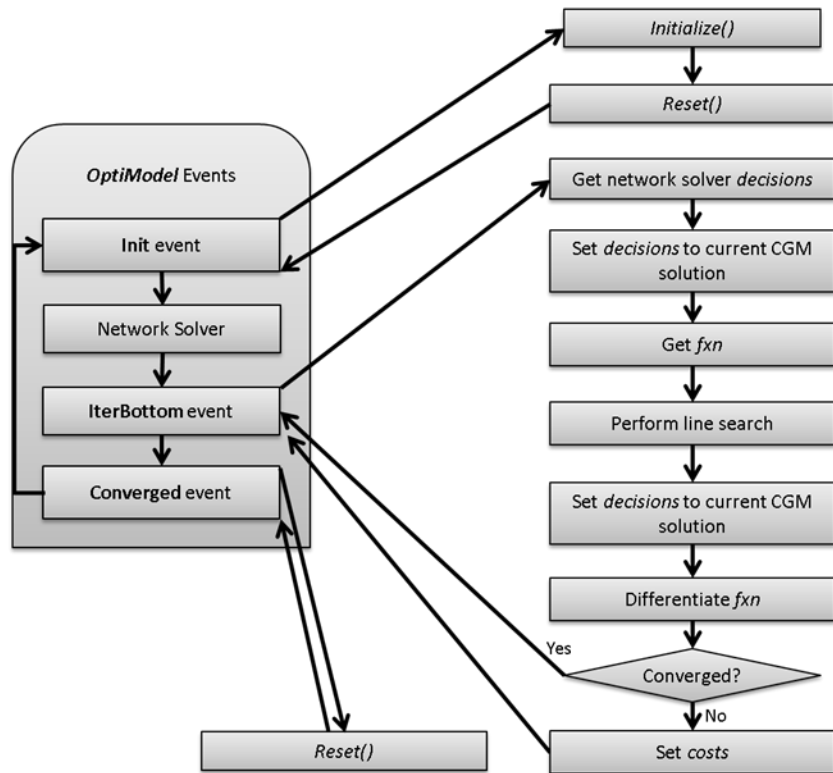 OptiModel Events
Init event
Network Solver
IterBottom event
Converged event
Initialize()
Reset()
Get network solver decisions
Set decisions to current CGM
solution
Get fxn
Perform line search
Set decisions to current CGM
solution
Differentiate fxn
Yes
Converged?
No
Set costs
Reset()